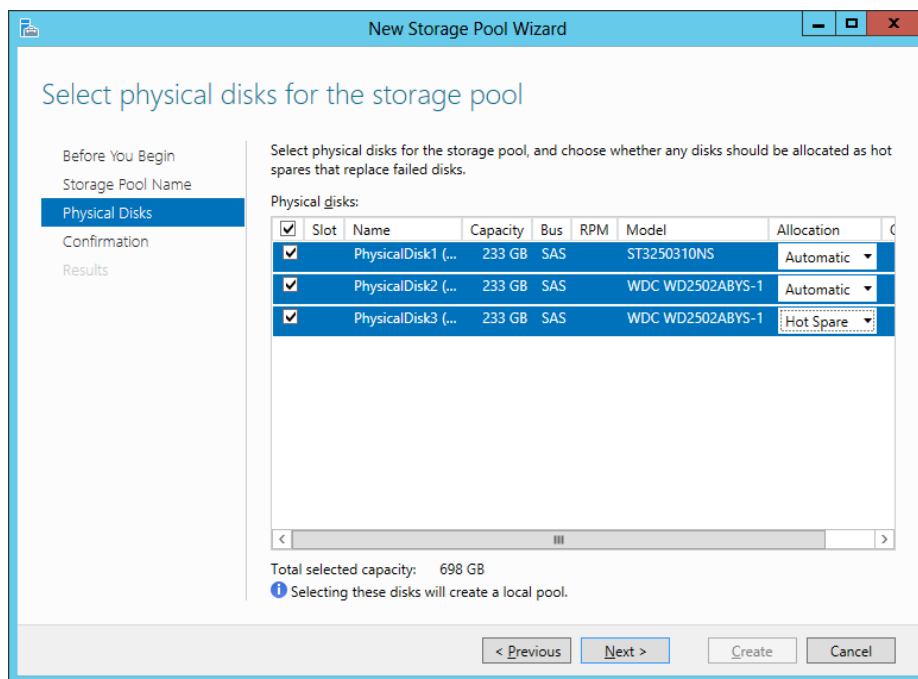 New Storage Pool Wizard
Select physical disks for the storage pool
Before You Begin
Storage Pool Name
Physical Disks
Confirmation
Results
Select physical disks for the storage pool, and choose whether any disks should be allocated as hot
spares that replace failed disks.
Physical disks:
Slot Name Capacity Bus RPM Model Allocation
PhysicalDisk1 (... 233 GB SAS ST3250310NS Automatic
PhysicalDisk2 (... 233 GB SAS WDC WD2502ABYS-1 Automatic
PhysicalDisk3 (... 233 GB SAS WDC WD2502ABYS-1 Hot Spare
Total selected capacity: 698 GB
Selecting these disks will create a local pool.
< Previous Next > Create Cancel